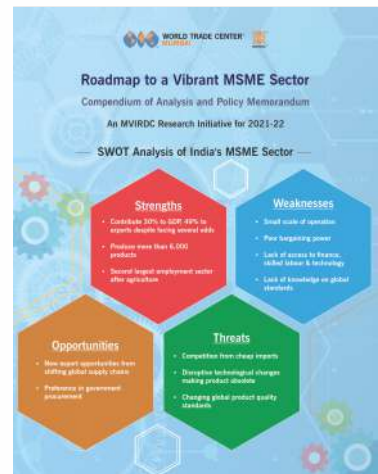 WORLD TRADE CENTER
MUMBAI
Roadmap to a Vibrant MSME Sector
Compendium of Analysis and Policy Memorandum
An MVIRDC Research Initiative for 2021-22
SWOT Analysis of India's MSME Sector
Strengths
• Contribute 30% to GDP, 49% to
exports despite facing several odds
• Produce more than 6,000
products
• Second largest employment sector
after agriculture
Weaknesses
• Small scale of operation
• Poor bargaining power
• Lack of access to finance,
skilled labour & technology
• Lack of knowledge on global
standards
Opportunities
• New export opportunities from
shifting global supply chains
• Preference in government
procurement
Threats
• Competition from cheap imports
• Disruptive technological changes
making product obsolete
• Changing global product quality
standards